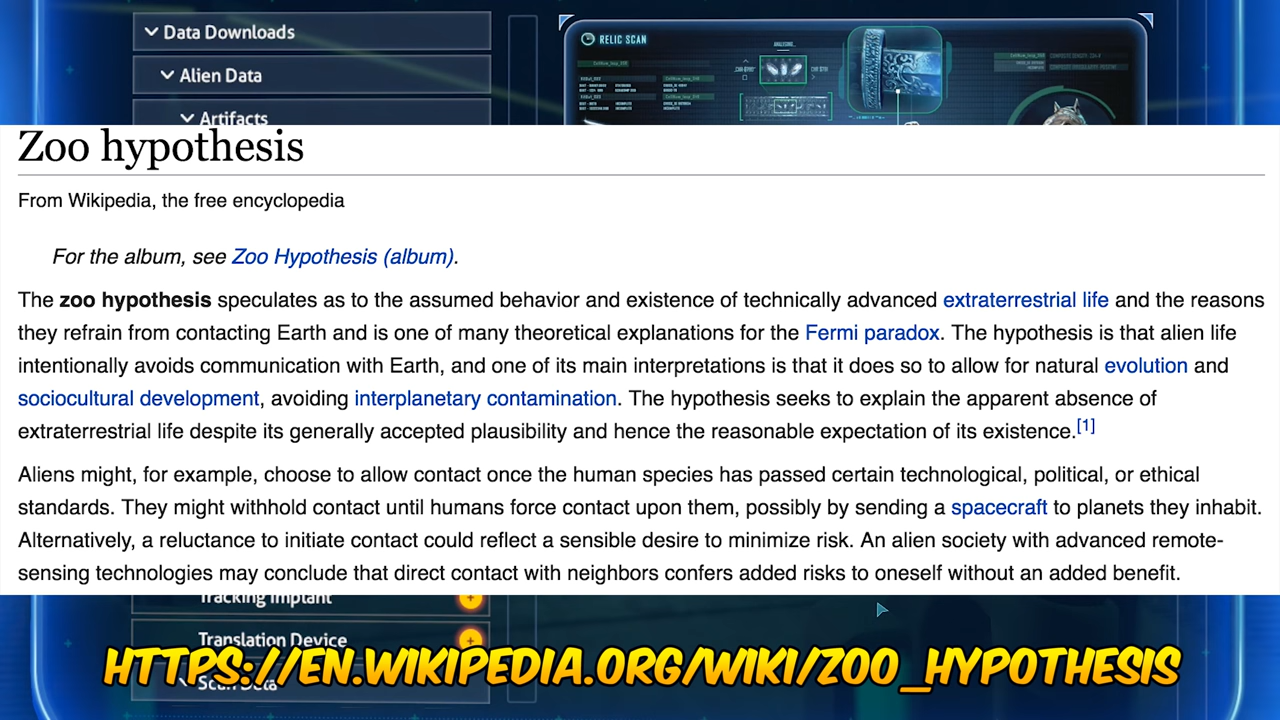 Data Downloads
Alien Data
Artifacts
RELIC SCAN
Zoo hypothesis
From Wikipedia, the free encyclopedia
For the album, see Zoo Hypothesis (album).
The zoo hypothesis speculates as to the assumed behavior and existence of technically advanced extraterrestrial life and the reasons
they refrain from contacting Earth and is one of many theoretical explanations for the Fermi paradox. The hypothesis is that alien life
intentionally avoids communication with Earth, and one of its main interpretations is that it does so to allow for natural evolution and
sociocultural development, avoiding interplanetary contamination. The hypothesis seeks to explain the apparent absence of
extraterrestrial life despite its generally accepted plausibility and hence the reasonable expectation of its existence.[1]
Aliens might, for example, choose to allow contact once the human species has passed certain technological, political, or ethical
standards. They might withhold contact until humans force contact upon them, possibly by sending a spacecraft to planets they inhabit.
Alternatively, a reluctance to initiate contact could reflect a sensible desire to minimize risk. An alien society with advanced remote-
sensing technologies may conclude that direct contact with neighbors confers added risks to oneself without an added benefit.
Tracking Implant
Translation Device
HTTPS://EN.WIKIPEDIA.ORG/WIKI/ZOO_HYPOTHESIS
Scan Data